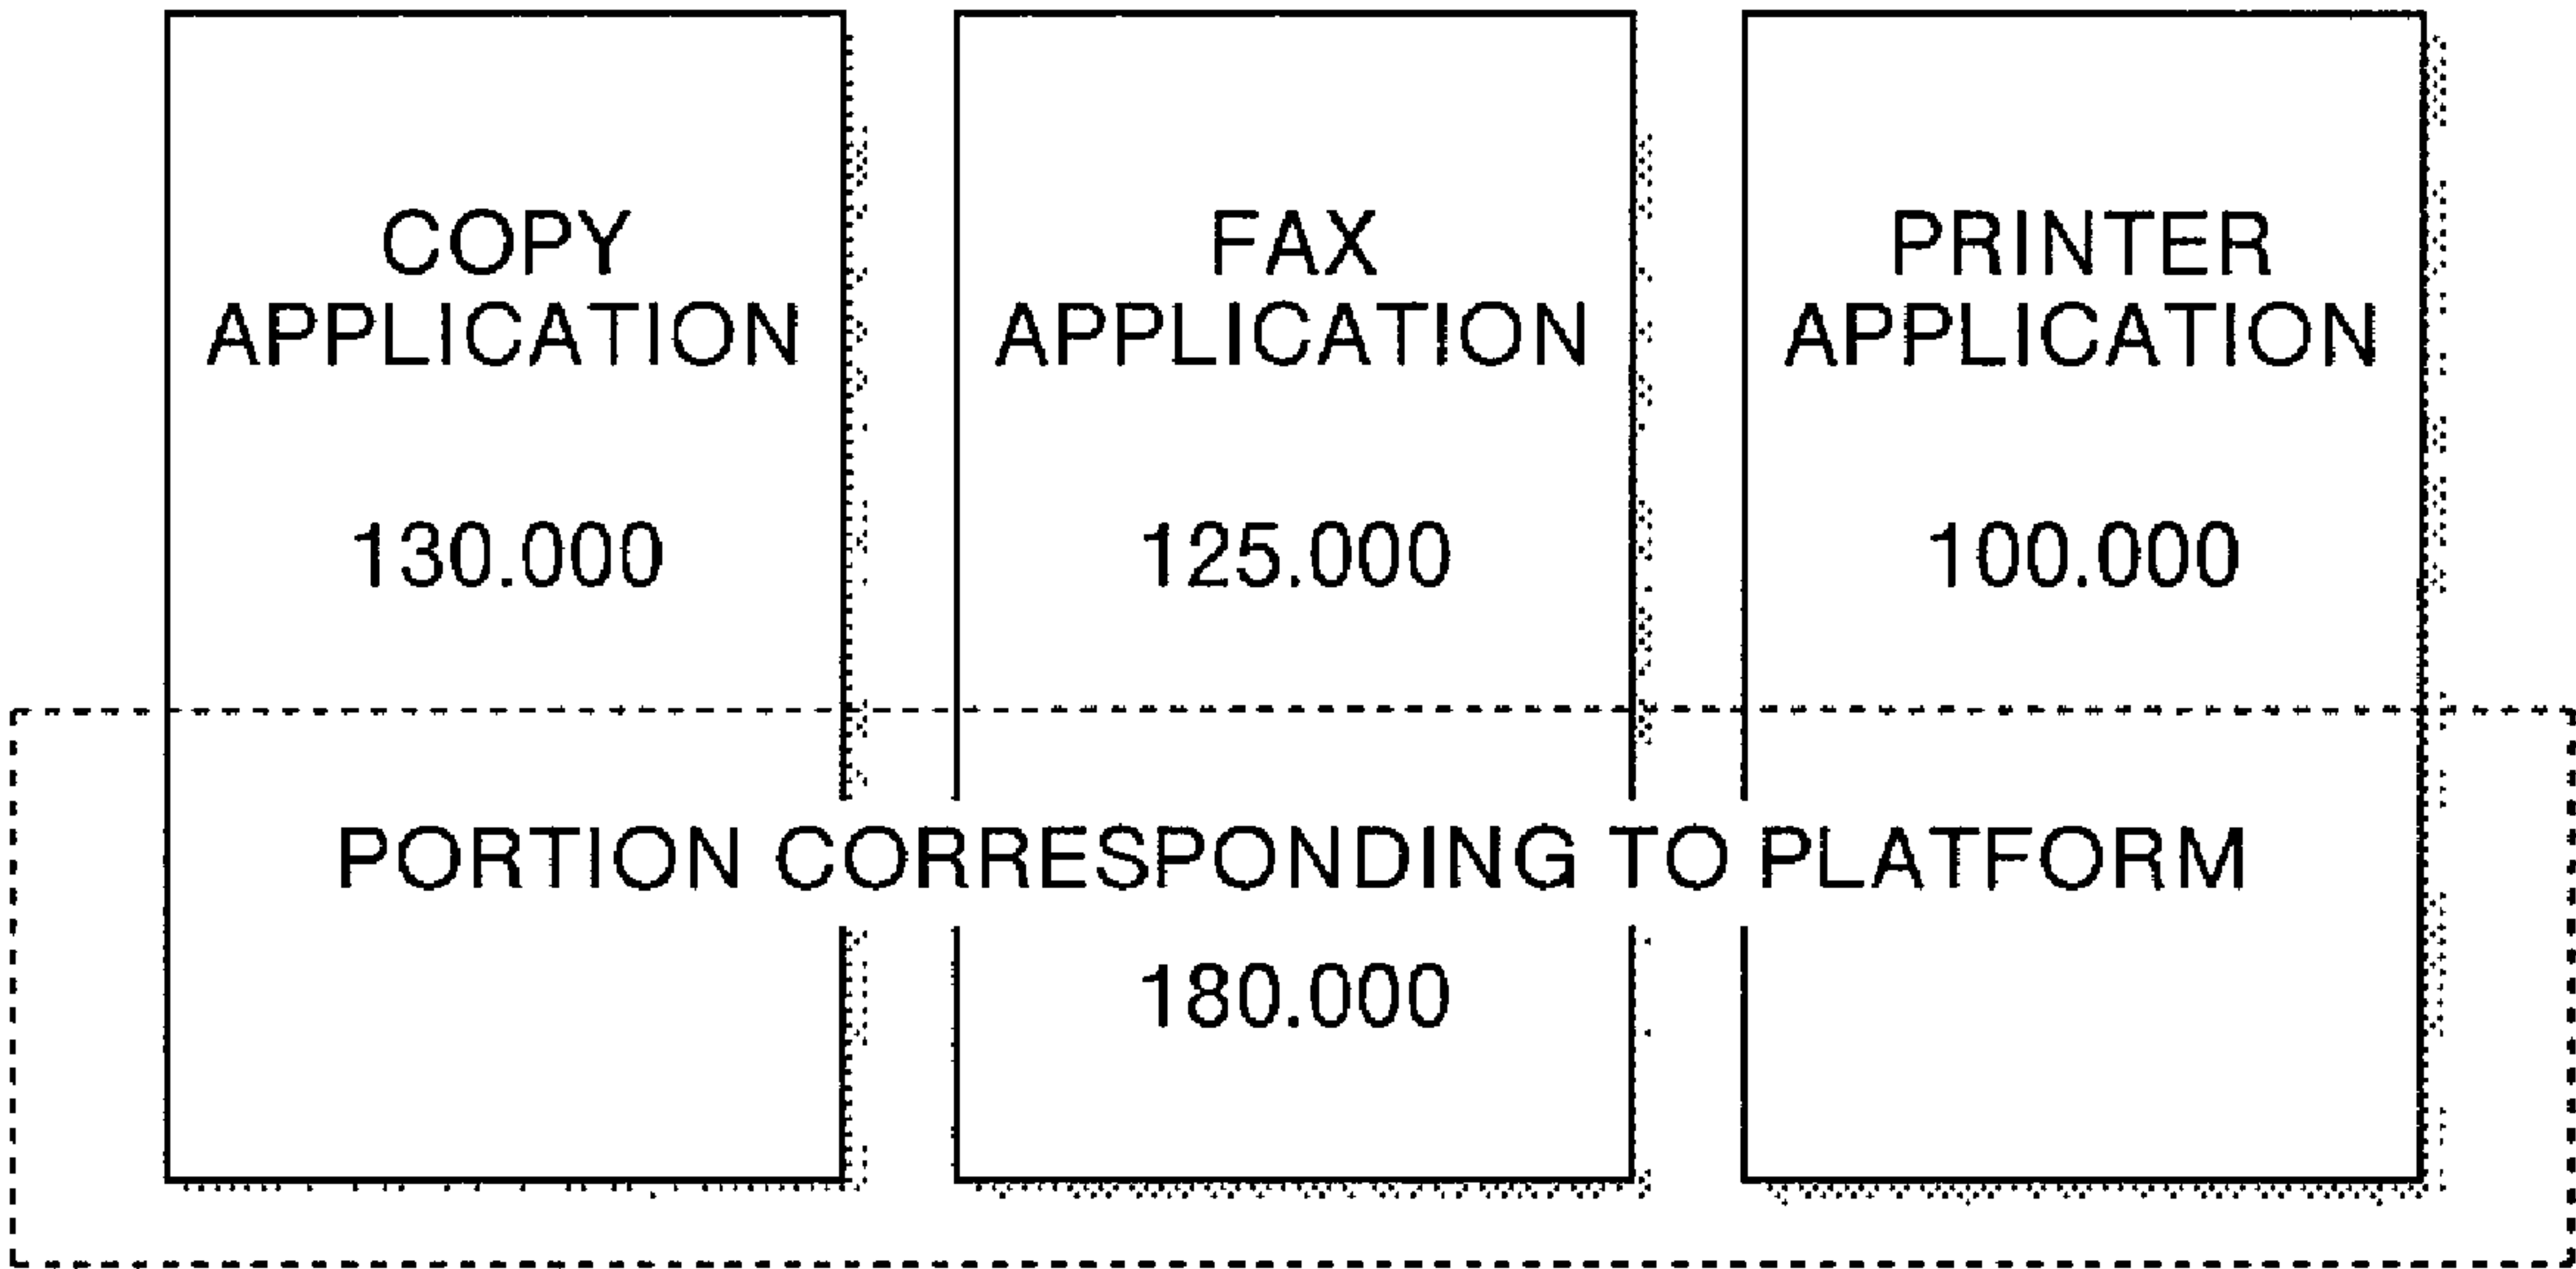 COPY
APPLICATION
130.000
FAX
APPLICATION
125.000
PRINTER
APPLICATION
100.000
PORTION CORRESPONDING TO PLATFORM
180.000